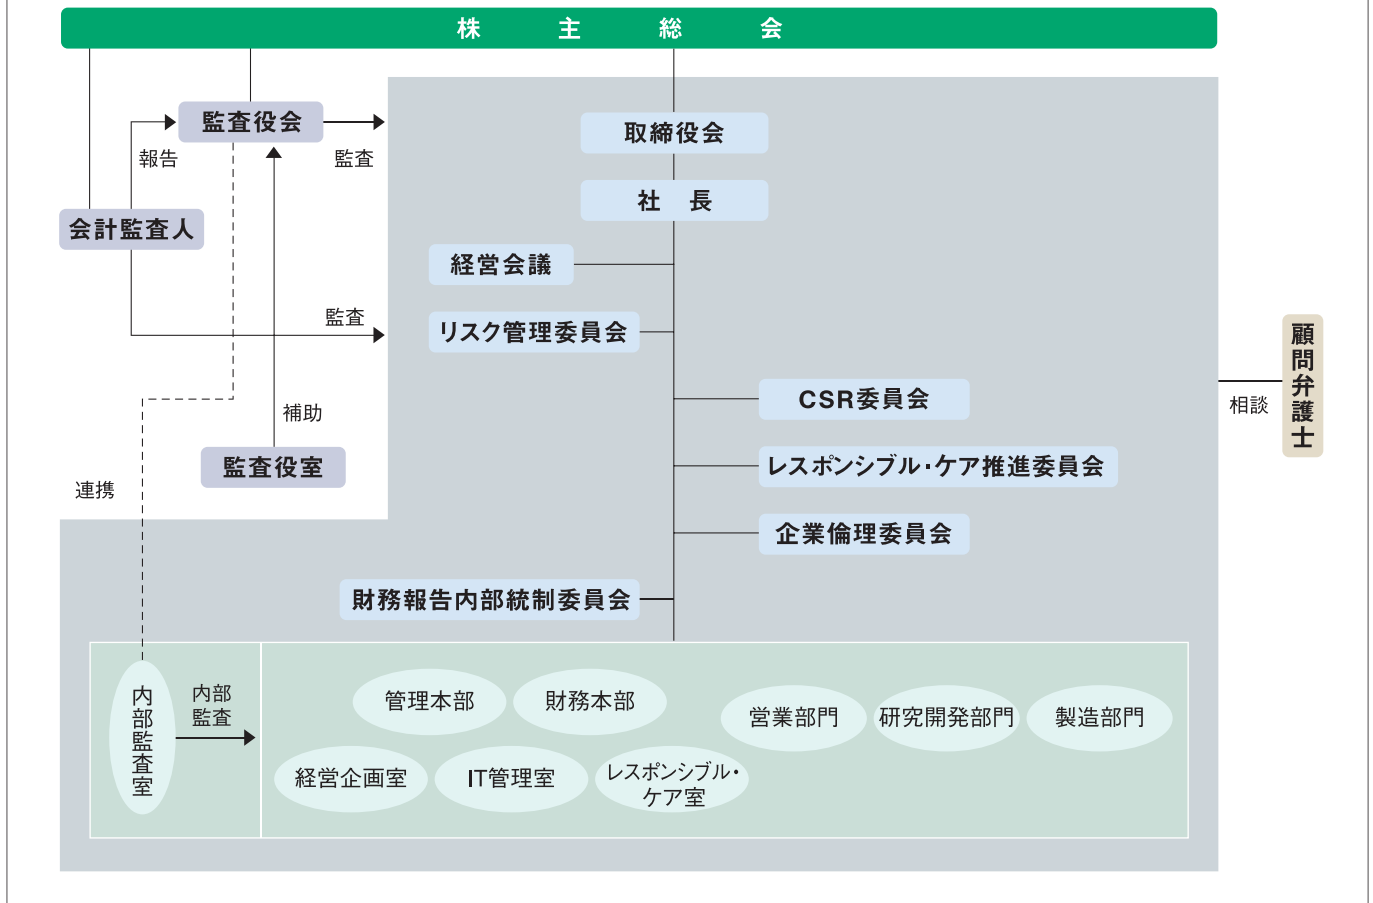 株主総会
監査役会
報告
監査
取締役会
社長
会計監査人
経営会議
監査
リスク管理委員会
顧問弁護士
相談
CSR委員会
補助
監査役室
レスポンシブル・ケア推進委員会
連携
企業倫理委員会
財務報告内部統制委員会
内部監査室
内部
監査
管理本部
財務本部
営業部門
研究開発部門
製造部門
経営企画室
IT管理室
レスポンシブル・
ケア室